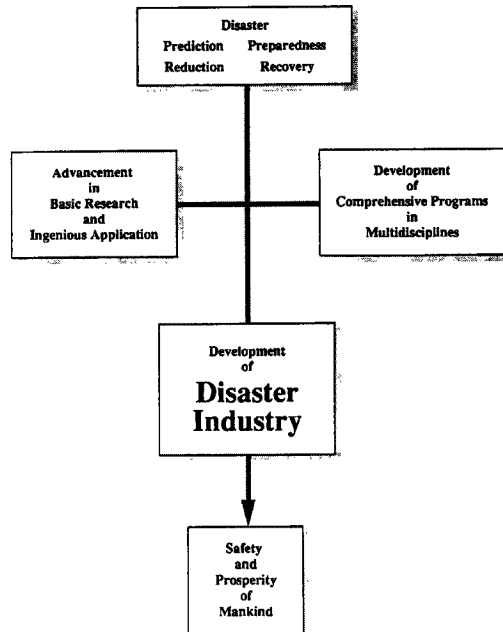 Disaster
Prediction Preparedness
Reduction Recovery
Advancement
in
Basic Research
and
Ingenious Application
Development
of
Comprehensive Programs
in
Multidisciplines
Development
of
Disaster
Industry
Safety
and
Prosperity
of
Mankind